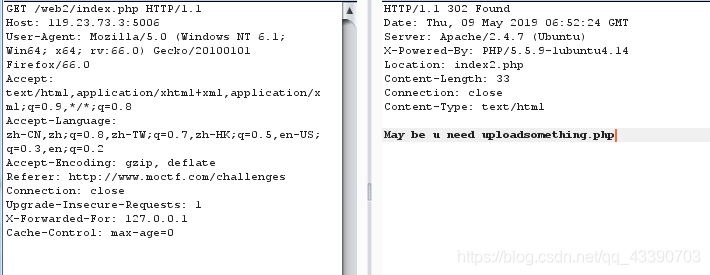 GET /web2/index.php HTTP/1.1
Host: 119.23.73.3:5006
User-Agent: Mozilla/5.0 (Windows NT 6.1;
Win64; x64; rv:66.0) Gecko/20100101
Firefox/66.0
Accept:
text/html,application/xhtml+xml,application/x
ml;q=0.9,*/*;q=0.8
Accept-Language:
zh-CN,zh;q=0.8,zh-TW;q=0.7,zh-HK;q=0.5,en-US;
q=0.3,en;q=0.2
Accept-Encoding: gzip, deflate
Referer: http://www.moctf.com/challenges
Connection: close
Upgrade-Insecure-Requests: 1
X-Forwarded-For: 127.0.0.1
Cache-Control: max-age=0
HTTP/1.1 302 Found
Date: Thu, 09 May 2019 06:52:24 GMT
Server: Apache/2.4.7 (Ubuntu)
X-Powered-By: PHP/5.5.9-1ubuntu4.14
Location: index2.php
Content-Length: 33
Connection: close
Content-Type: text/html
May be u need uploadsomething.php
https://blog.csdn.net/qq_43390703